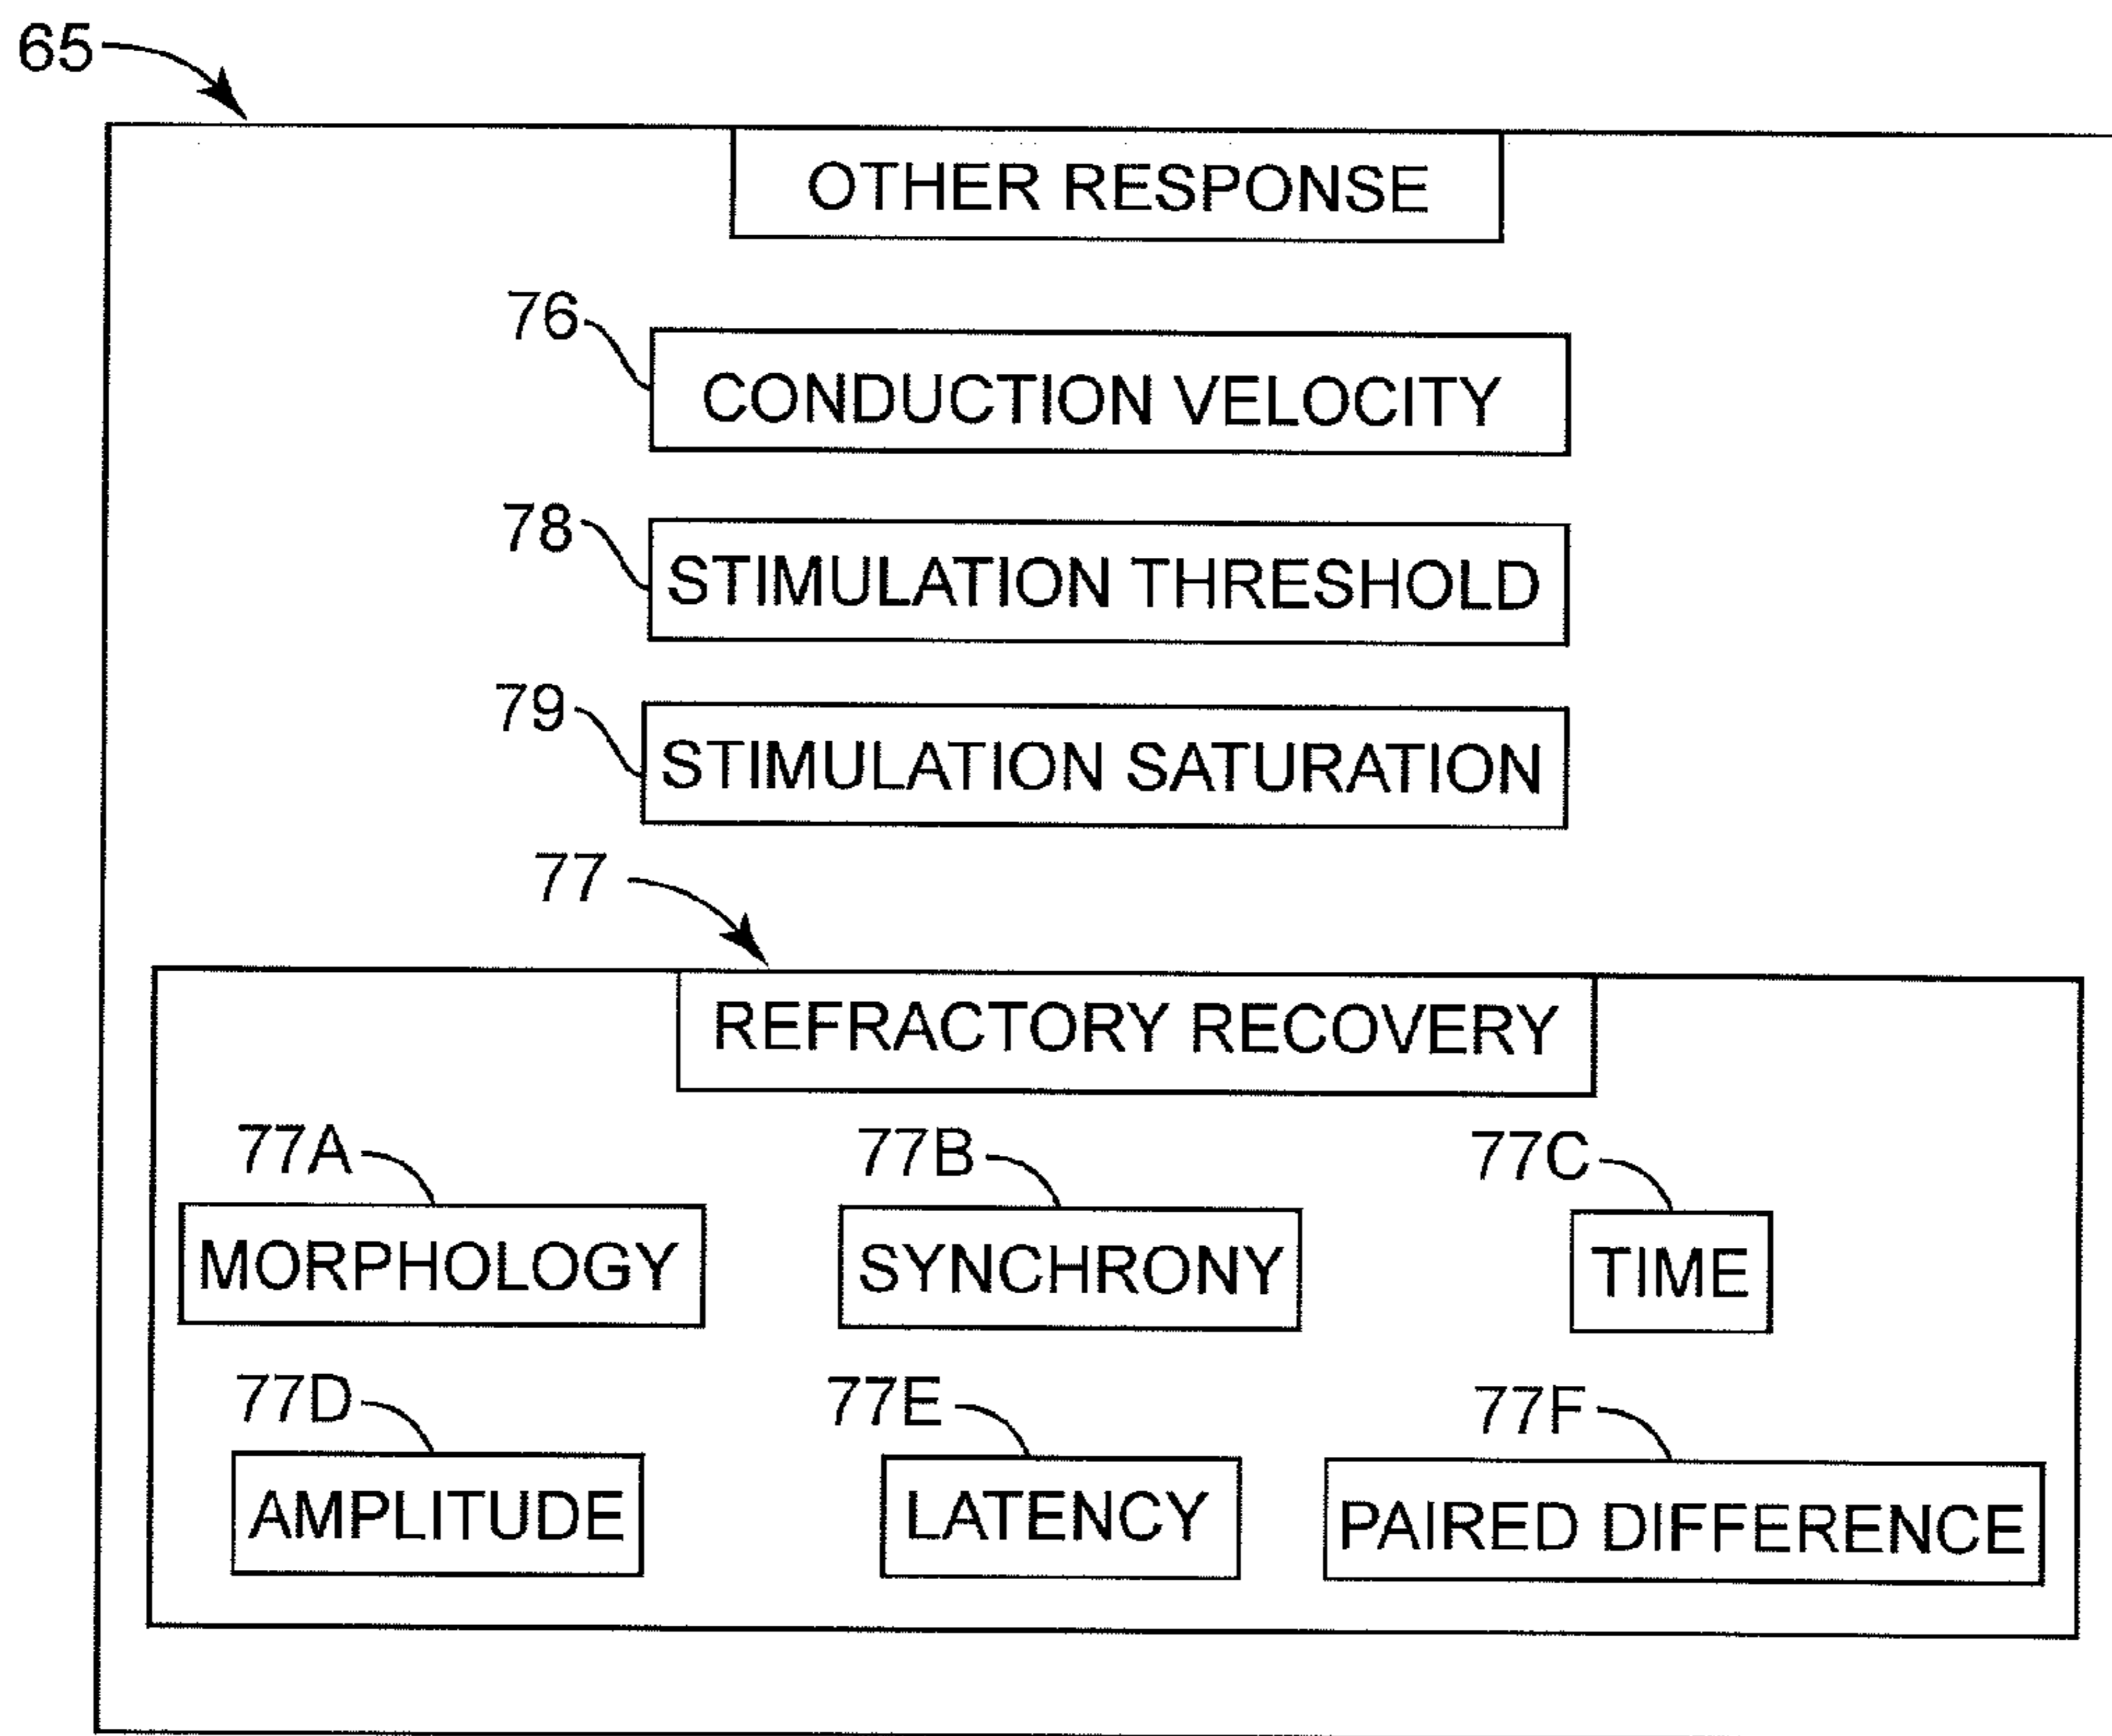 65
OTHER RESPONSE
76
CONDUCTION VELOCITY
78
STIMULATION THRESHOLD
79
STIMULATION SATURATION
77
REFRACTORY RECOVERY
77A 77B 77C
MORPHOLOGY SYNCHRONY TIME
77D 77E 77F
AMPLITUDE LATENCY PAIRED DIFFERENCE